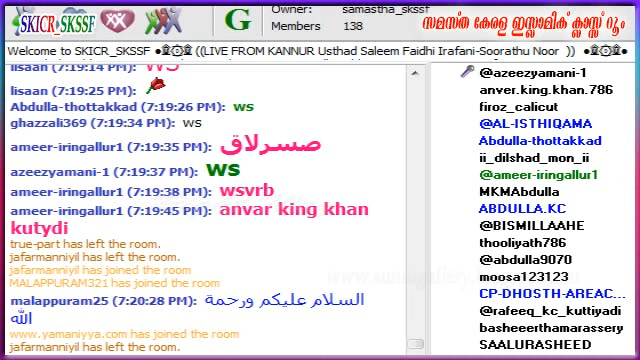 SKICR_SKSSF
G
Owner: samastha_skssf
Members 138
സമസ്ത കേരള ഇസ്ലാമിക് ക്ലാസ്സ് റൂം
Welcome to SKICR_SKSSF ●۩۞۩ ((LIVE FROM KANNUR Usthad Saleem Faidhi Irafani-Soorathu Noor )) ●۩۞۩
lisaan (7:19:14 PM): WS
lisaan (7:19:25 PM):
Abdulla-thottakkad (7:19:26 PM): ws
ghazzali369 (7:19:34 PM): ws
ameer-iringallur1 (7:19:35 PM): صسرلاق
azeezyamani-1 (7:19:37 PM): ws
ameer-iringallur1 (7:19:38 PM): wsvrb
ameer-iringallur1 (7:19:45 PM): anvar king khan
kutydi
true-part has left the room.
jafarmanniyil has left the room.
jafarmanniyil has joined the room
MALAPPURAM321 has joined the room
malappuram25 (7:20:28 PM): السلام عليكم ورحمة
الله
www.yamaniyya.com has joined the room
jafarmanniyil has left the room.
@azeezyamani-1
anver.king.khan.786
firoz_calicut
@AL-ISTHIQAMA
Abdulla-thottakkad
ii_dilshad_mon_ii
@ameer-iringallur1
MKMAbdulla
ABDULLA.KC
@BISMILLAAHE
thooliyath786
@abdulla9070
moosa123123
CP-DHOSTH-AREAC...
@rafeeq_kc_kuttiyadi
basheeerthamarassery
SAALURASHEED